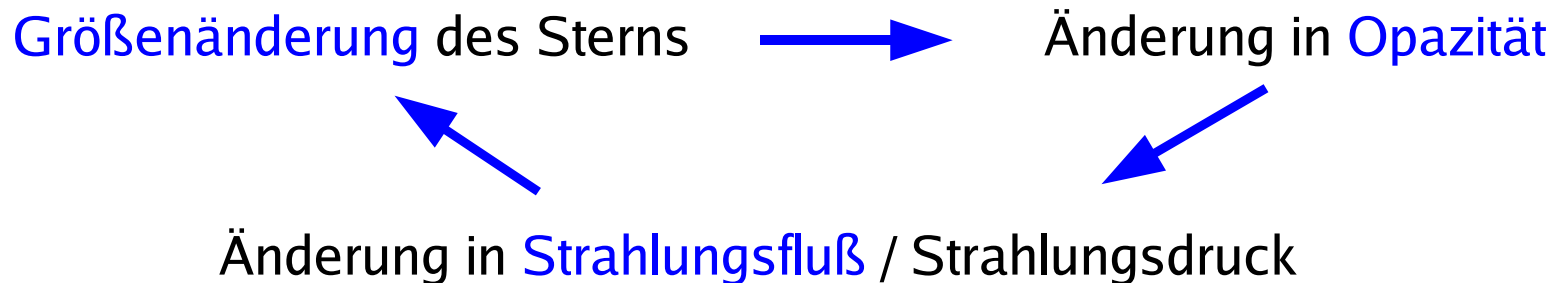 Größenänderung des Sterns
Änderung in Opazität
Änderung in Strahlungsfluß / Strahlungsdruck